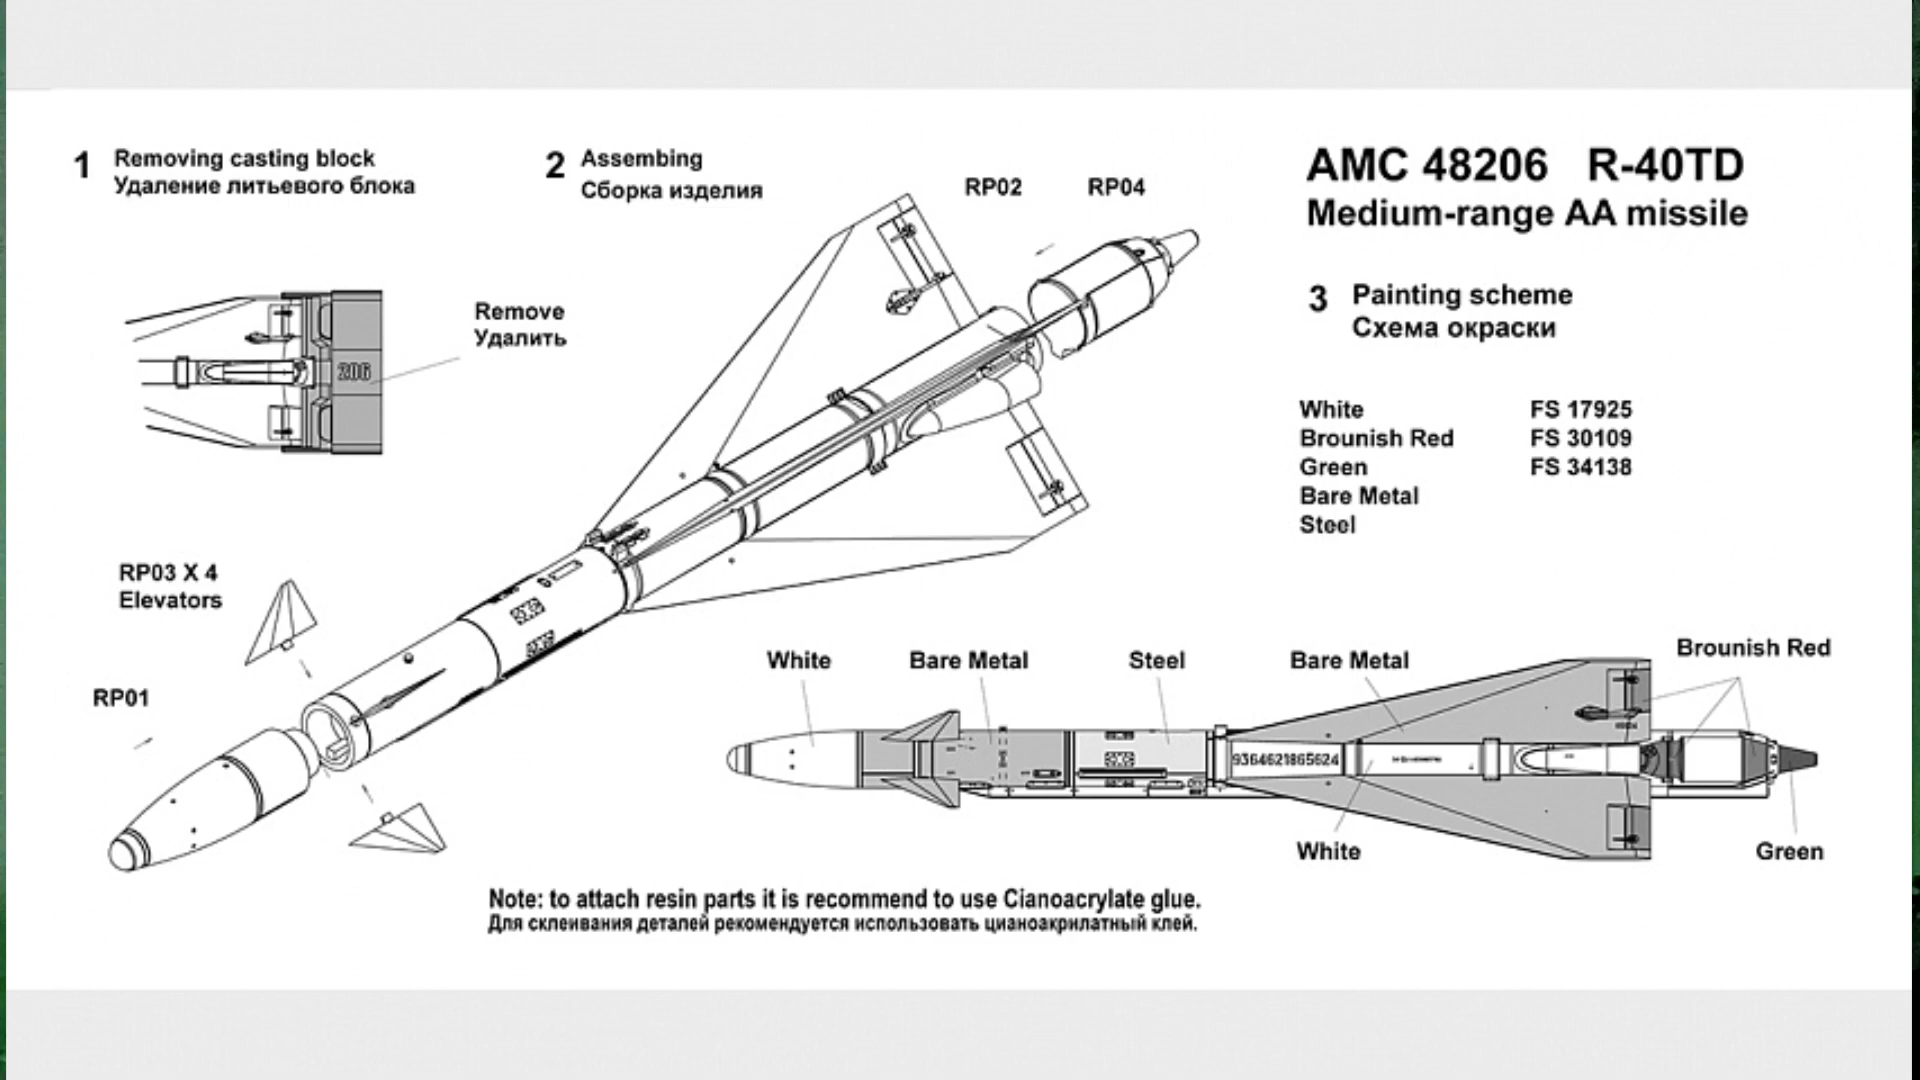 1 Removing casting block
Удаление литьевого блока
Remove
Удалить
206
2 Assembing
Сборка изделия
RP02
RP04
RP03 X 4
Elevators
RP01
AMC 48206 R-40TD
Medium-range AA missile
3 Painting scheme
Схема окраски
White FS 17925
Brounish Red FS 30109
Green FS 34138
Bare Metal
Steel
White
Bare Metal
Steel
Bare Metal
Brounish Red
9364621865624
White
Green
Note: to attach resin parts it is recommend to use Cianoacrylate glue.
Для склеивания деталей рекомендуется использовать цианоакрилатный клей.